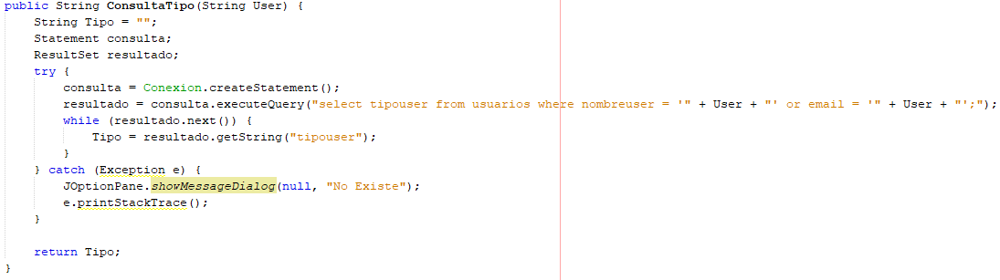 public String ConsultaTipo(String User) {
    String Tipo = "";
    Statement consulta;
    ResultSet resultado;
    try {
        consulta = Conexion.createStatement();
        resultado = consulta.executeQuery("select tipouser from usuarios where nombreuser = '" + User + "' or email = '" + User + "';");
        while (resultado.next()) {
            Tipo = resultado.getString("tipouser");
        }
    } catch (Exception e) {
        JOptionPane.showMessageDialog(null, "No Existe");
        e.printStackTrace();
    }

    return Tipo;
}